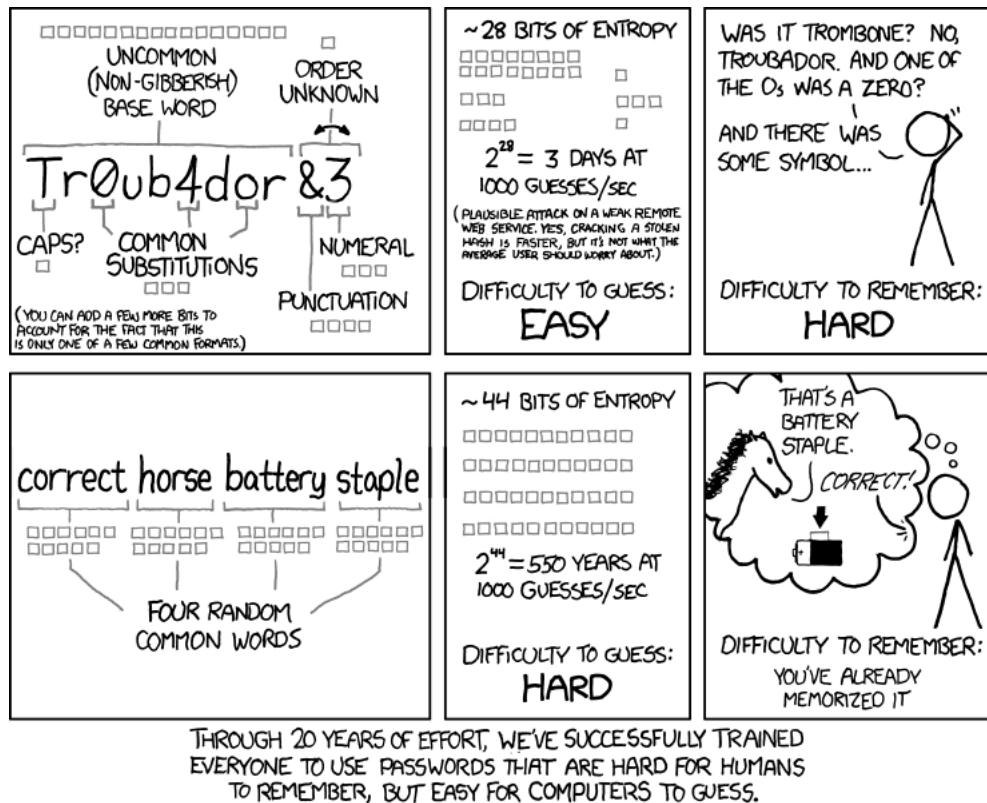 UNCOMMON
(NON-GIBBERISH)
BASE WORD
ORDER
UNKNOWN
Tr0ub4dor &3
CAPS?
COMMON
SUBSTITUTIONS
NUMERAL
PUNCTUATION
(YOU CAN ADD A FEW MORE BITS TO
ACCOUNT FOR THE FACT THAT THIS
IS ONLY ONE OF A FEW COMMON FORMATS.)
~28 BITS OF ENTROPY
2^28 = 3 DAYS AT
1000 GUESSES/SEC
(PLAUSIBLE ATTACK ON A WEAK REMOTE
WEB SERVICE. YES, CRACKING A STOLEN
HASH IS FASTER, BUT IT'S NOT WHAT THE
AVERAGE USER SHOULD WORRY ABOUT.)
DIFFICULTY TO GUESS:
EASY
WAS IT TROMBONE? NO,
TROUBADOR. AND ONE OF
THE Os WAS A ZERO?
AND THERE WAS
SOME SYMBOL...
DIFFICULTY TO REMEMBER:
HARD
correct horse battery staple
FOUR RANDOM
COMMON WORDS
~44 BITS OF ENTROPY
2^44 = 550 YEARS AT
1000 GUESSES/SEC
DIFFICULTY TO GUESS:
HARD
THAT'S A
BATTERY
STAPLE.
CORRECT!
+
DIFFICULTY TO REMEMBER:
YOU'VE ALREADY
MEMORIZED IT
THROUGH 20 YEARS OF EFFORT, WE'VE SUCCESSFULLY TRAINED
EVERYONE TO USE PASSWORDS THAT ARE HARD FOR HUMANS
TO REMEMBER, BUT EASY FOR COMPUTERS TO GUESS.